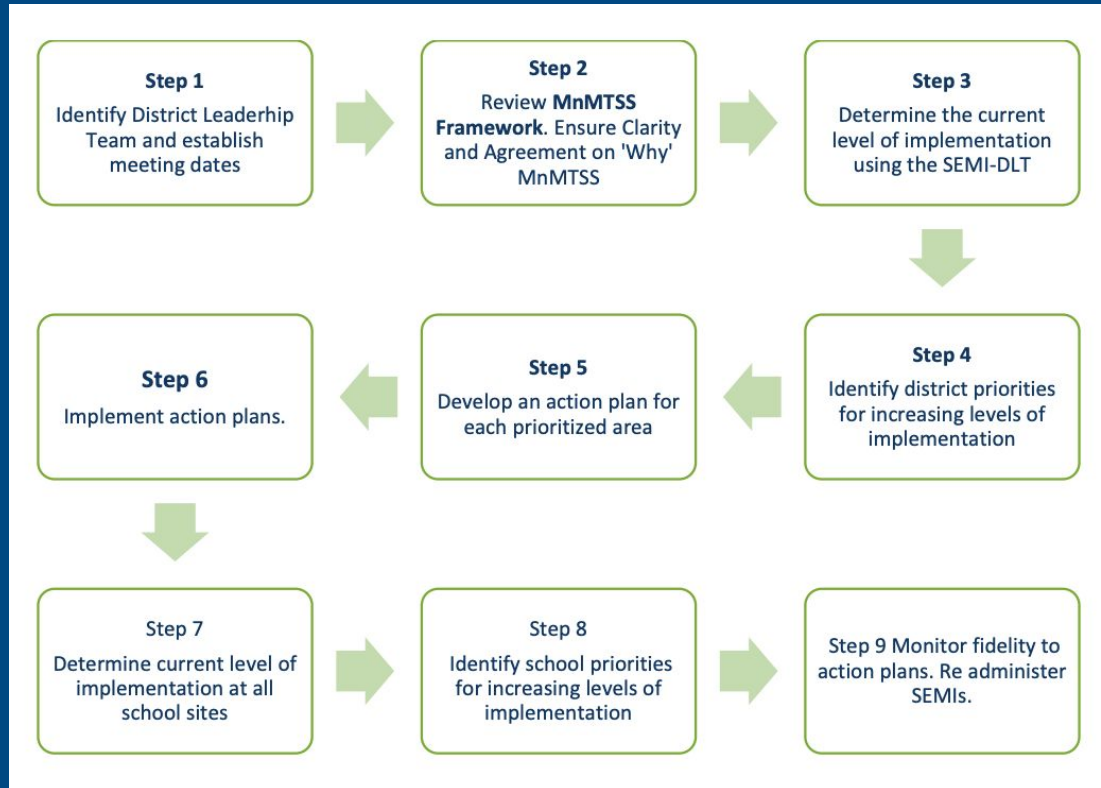 Step 1
Identify District Leaderhip
Team and establish
meeting dates
Step 2
Review MnMTSS
Framework. Ensure Clarity
and Agreement on 'Why'
MnMTSS
Step 3
Determine the current
level of implementation
using the SEMI-DLT
Step 4
Identify district priorities
for increasing levels of
implementation
Step 5
Develop an action plan for
each prioritized area
Step 6
Implement action plans.
Step 7
Determine current level of
implementation at all
school sites
Step 8
Identify school priorities
for increasing levels of
implementation
Step 9 Monitor fidelity to
action plans. Re administer
SEMIs.